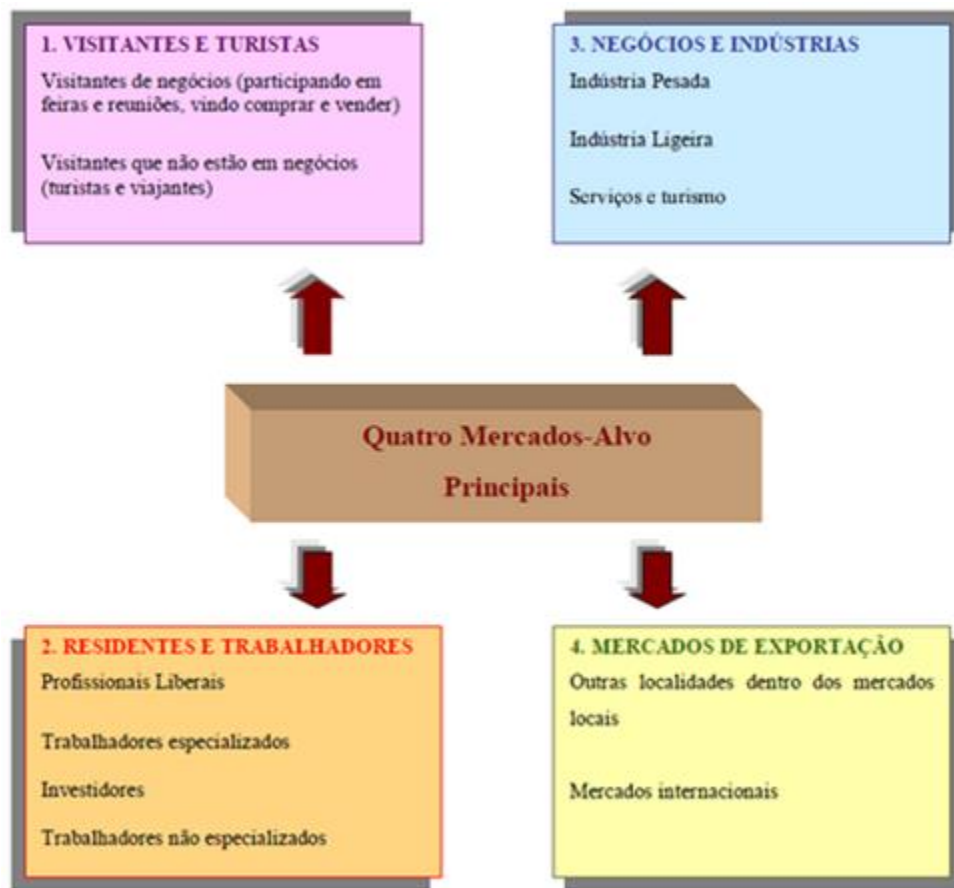 1. VISITANTES E TURISTAS
Visitantes de negócios (participando em
feiras e reuniões, vindo comprar e vender)
Visitantes que não estão em negócios
(turistas e viajantes)
3. NEGÓCIOS E INDÚSTRIAS
Indústria Pesada
Indústria Ligeira
Serviços e turismo
Quatro Mercados-Alvo
Principais
2. RESIDENTES E TRABALHADORES
Profissionais Liberais
Trabalhadores especializados
Investidores
Trabalhadores não especializados
4. MERCADOS DE EXPORTAÇÃO
Outras localidades dentro dos mercados
locais
Mercados internacionais